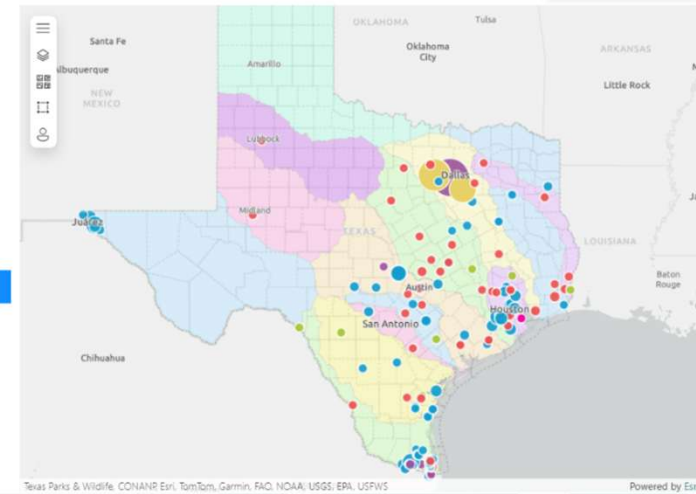 OKLAHOMA
Tulsa
Santa Fe
Oklahoma
City
ARKANSAS
Amarillo
Albuquerque
Little Rock
NEW
MEXICO
Lubbock
Dallas
Midland
Juárez
TEXAS
LOUISIANA
Baton
Rouge
Austin
Houston
San Antonio
Chihuahua
Texas Parks & Wildlife, CONANP, Esri, TomTom, Garmin, FAO, NOAA, USGS, EPA, USFWS
Powered by